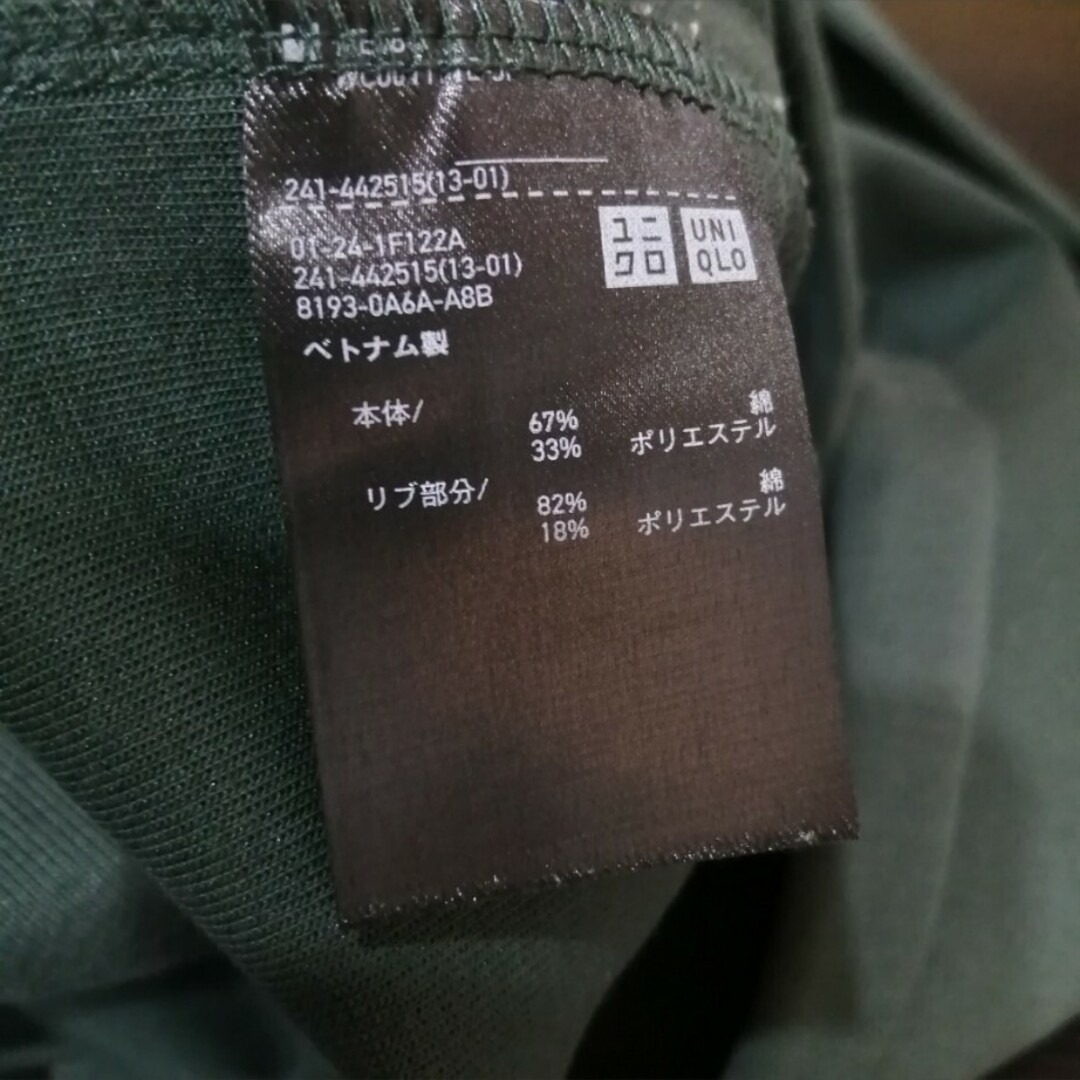 241-442515(13-01)
ユニ
クロ
UNI
QLO
01-24-1F122A
241-442515(13-01)
8193-0A6A-A8B
ベトナム製
本体/ 67% 綿
33% ポリエステル
リブ部分/ 82% 綿
18% ポリエステル